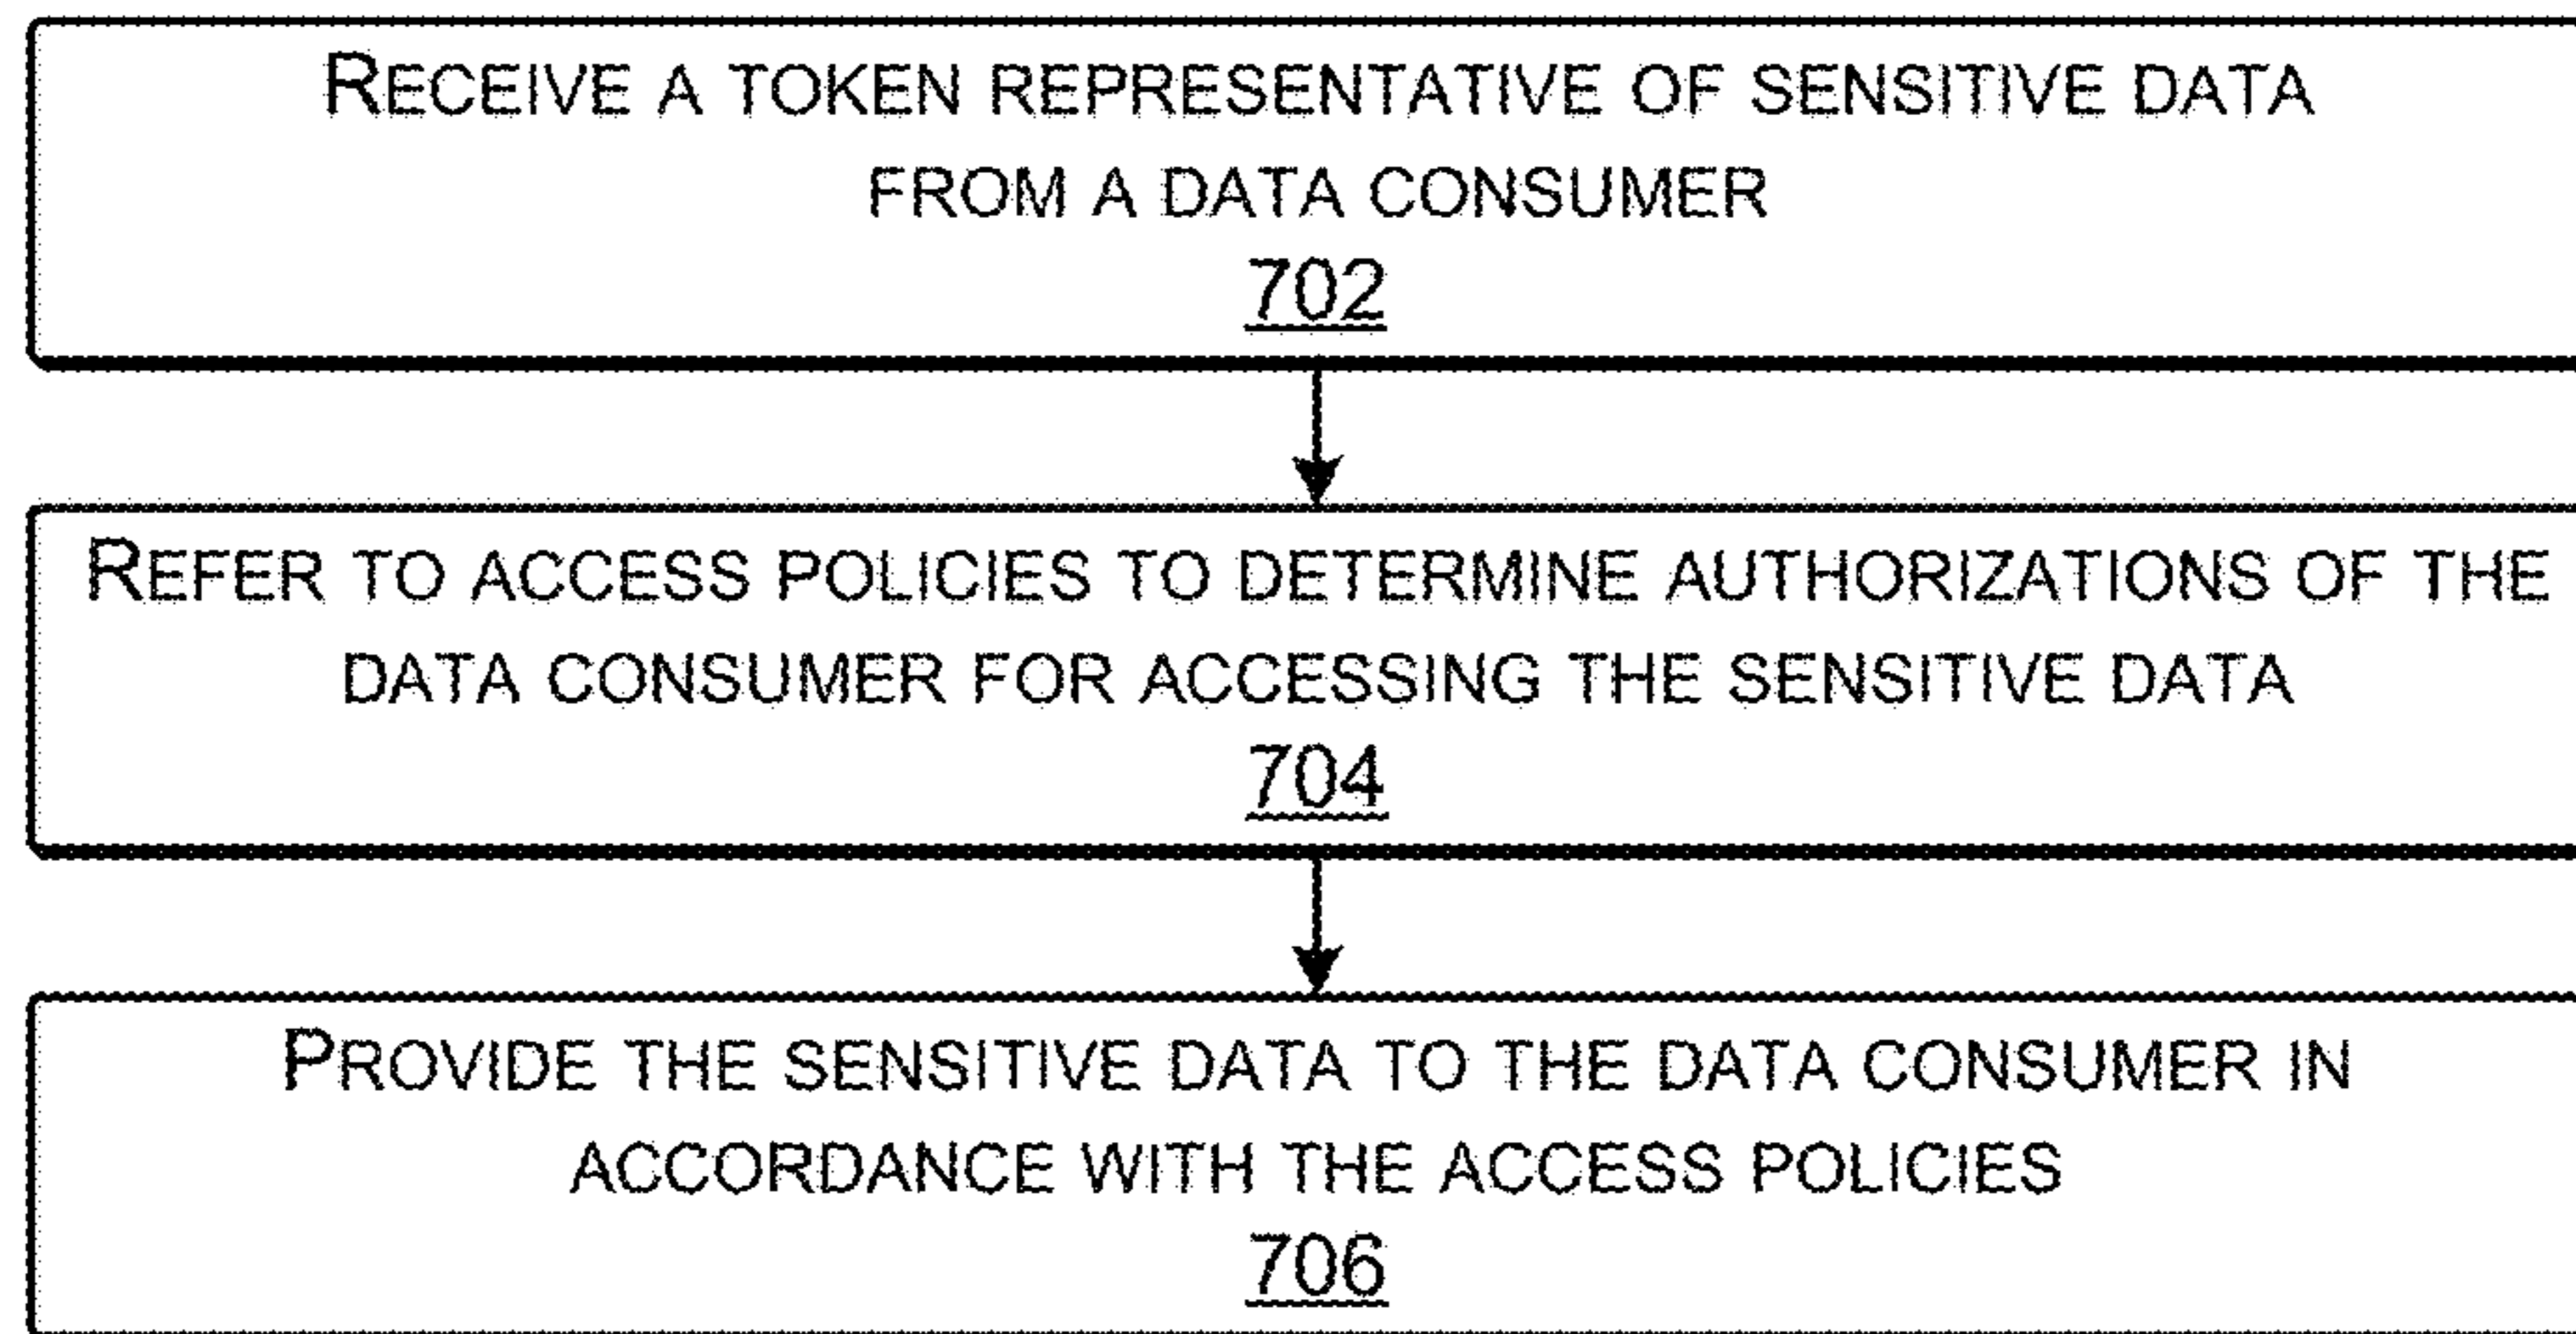 RECEIVE A TOKEN REPRESENTATIVE OF SENSITIVE DATA
FROM A DATA CONSUMER
702
REFER TO ACCESS POLICIES TO DETERMINE AUTHORIZATIONS OF THE
DATA CONSUMER FOR ACCESSING THE SENSITIVE DATA
704
PROVIDE THE SENSITIVE DATA TO THE DATA CONSUMER IN
ACCORDANCE WITH THE ACCESS POLICIES
706